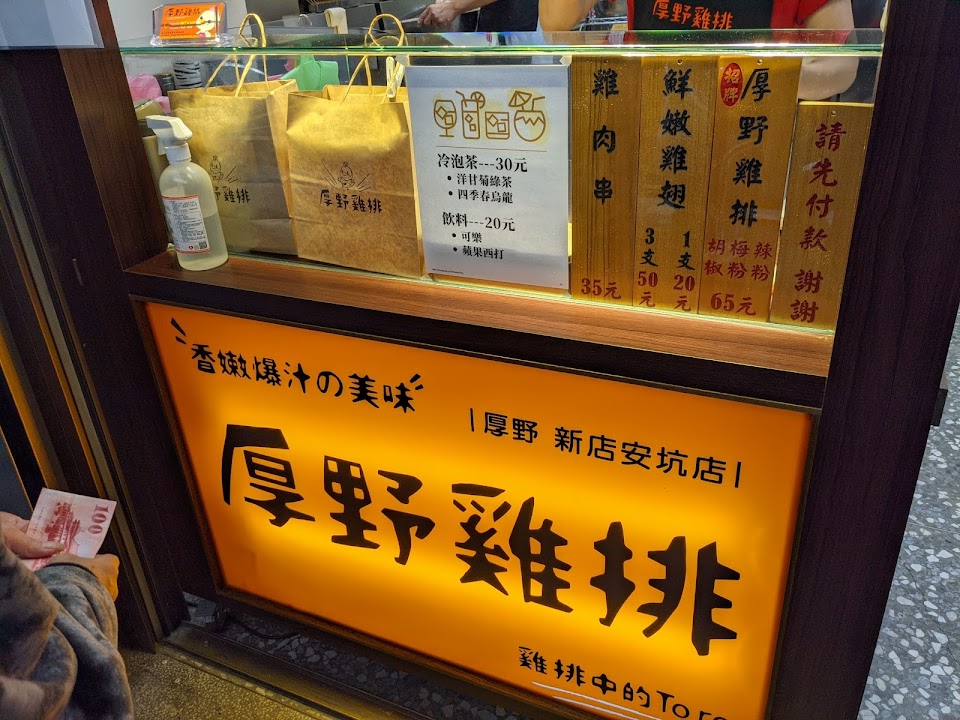 厚野雞排
厚野雞排
厚野雞排
野雞排
冷泡茶---30元
• 洋甘菊綠茶
• 四季春烏龍
飲料---20元
• 可樂
• 蘋果西打
雞肉串
35元
鮮嫩雞翅
3支50元
1支20元
招牌
厚野雞排
胡椒粉
梅粉
辣粉
65元
請先付款 謝謝
香嫩爆汁の美味
|厚野 新店安坑店|
厚野雞排
雞排中的To
100